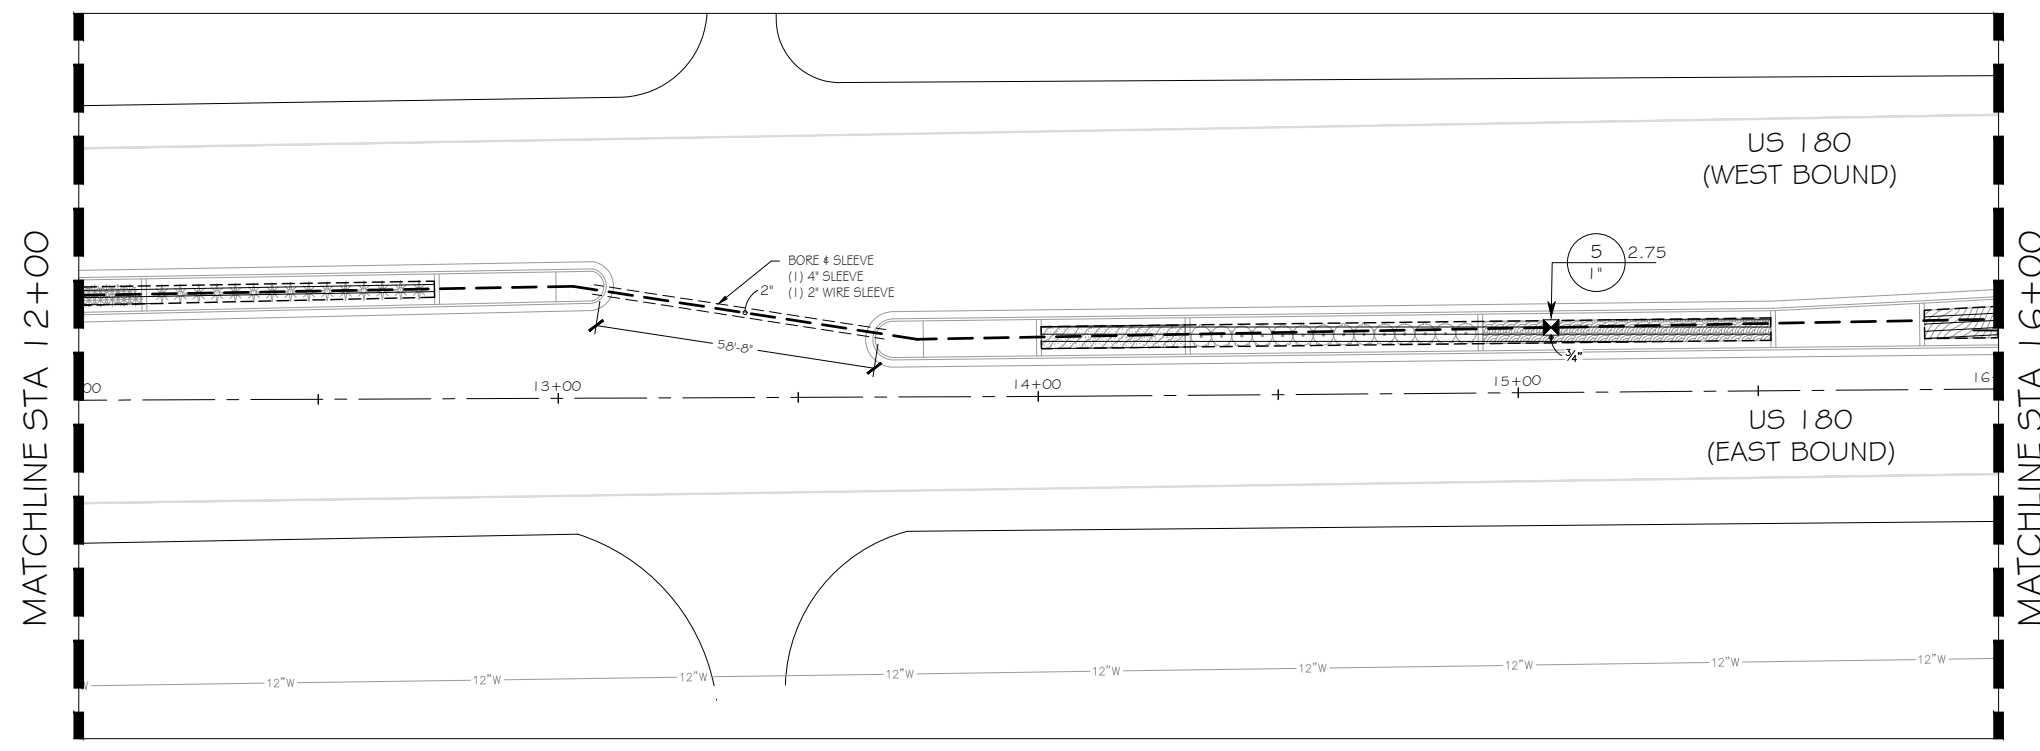 US 180
(WEST BOUND)
MATCHLINE STA 12+00
MATCHLINE STA 16+00
BORE & SLEEVE
(1) 4" SLEEVE
(1) 2" WIRE SLEEVE
2"
5
1"
2.75
58'-8"
¾"
00
13+00
14+00
15+00
16
US 180
(EAST BOUND)
W
12"W
12"W
12"W
12"W
12"W
12"W
12"W
12"W
12"W